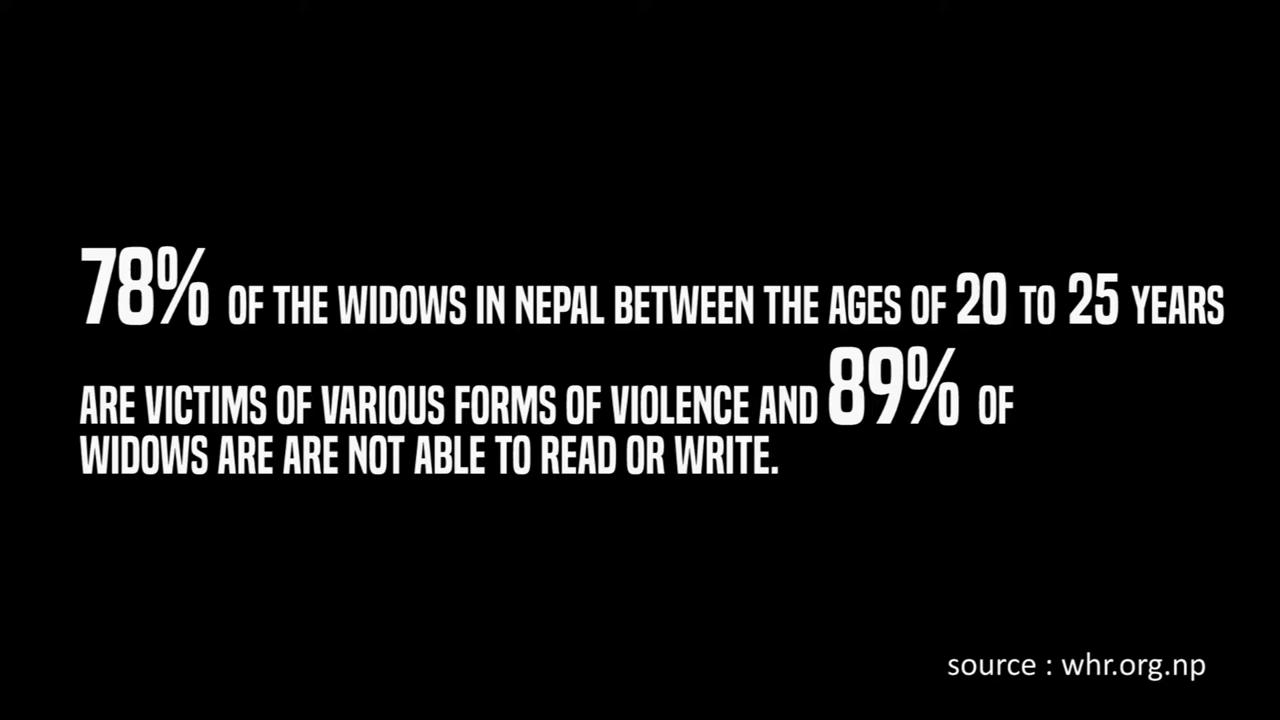 78% OF THE WIDOWS IN NEPAL BETWEEN THE AGES OF 20 TO 25 YEARS
ARE VICTIMS OF VARIOUS FORMS OF VIOLENCE AND 89% OF
WIDOWS ARE ARE NOT ABLE TO READ OR WRITE.
source : whr.org.np